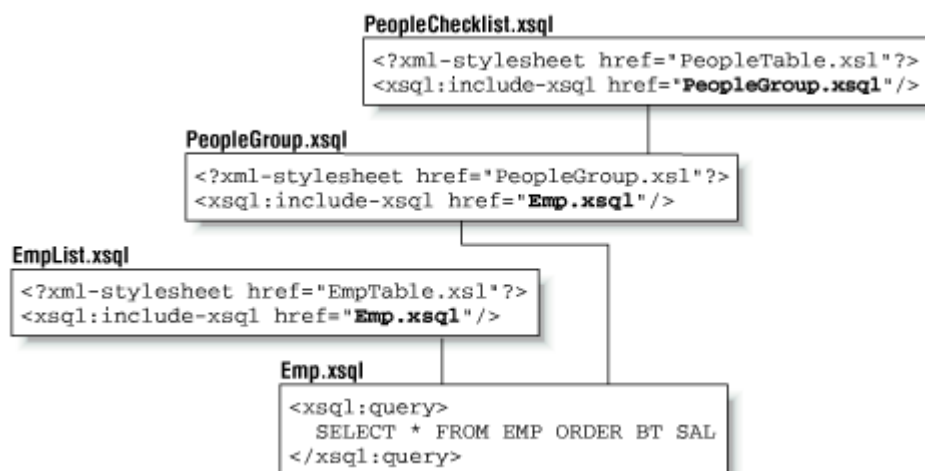 PeopleChecklist.xsql
<?xml-stylesheet href="PeopleTable.xsl"?>
<xsql:include-xsql href="PeopleGroup.xsql"/>
PeopleGroup.xsql
<?xml-stylesheet href="PeopleGroup.xsl"?>
<xsql:include-xsql href="Emp.xsql"/>
EmpList.xsql
<?xml-stylesheet href="EmpTable.xsl"?>
<xsql:include-xsql href="Emp.xsql"/>
Emp.xsql
<xsql:query>
SELECT * FROM EMP ORDER BT SAL
</xsql:query>